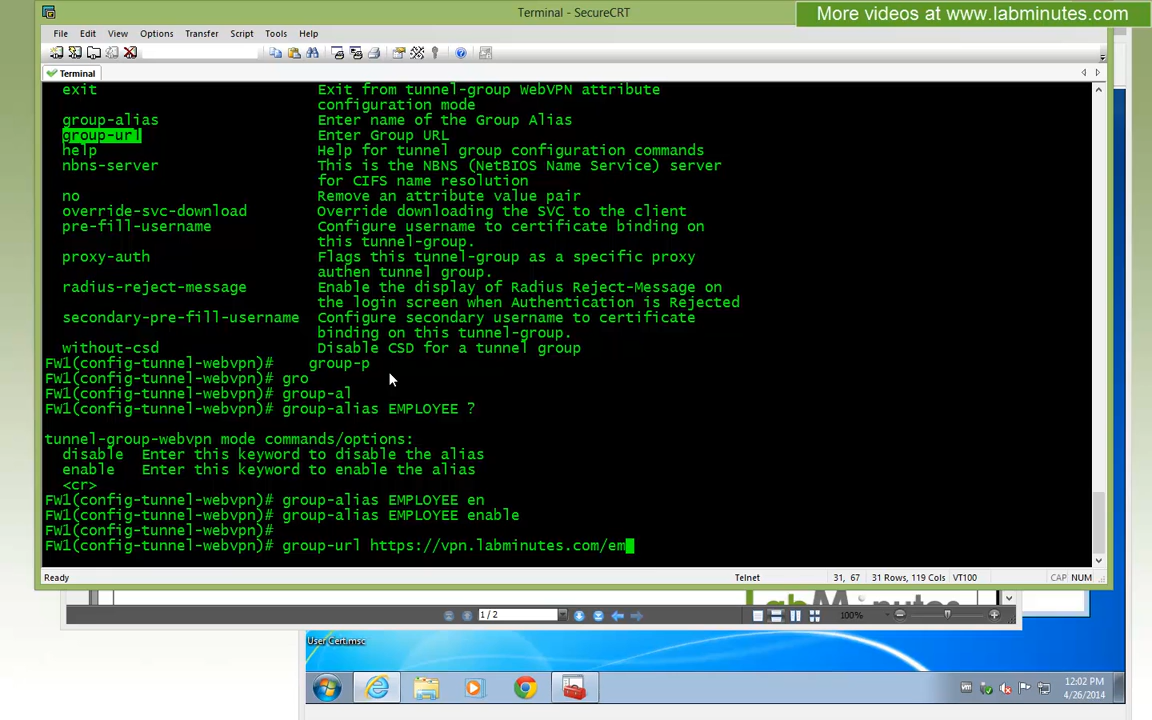 Terminal - SecureCRT
More videos at www.labminutes.com
File Edit View Options Transfer Script Tools Help
Terminal
exit Exit from tunnel-group WebVPN attribute
configuration mode
group-alias Enter name of the Group Alias
group-url Enter Group URL
help Help for tunnel group configuration commands
nbns-server This is the NBNS (NetBIOS Name Service) server
for CIFS name resolution
no Remove an attribute value pair
override-svc-download Override downloading the SVC to the client
pre-fill-username Configure username to certificate binding on
this tunnel-group.
proxy-auth Flags this tunnel-group as a specific proxy
authen tunnel group.
radius-reject-message Enable the display of Radius Reject-Message on
the login screen when Authentication is Rejected
secondary-pre-fill-username Configure secondary username to certificate
binding on this tunnel-group.
without-csd Disable CSD for a tunnel group
FW1(config-tunnel-webvpn)# group-p
FW1(config-tunnel-webvpn)# gro
FW1(config-tunnel-webvpn)# group-al
FW1(config-tunnel-webvpn)# group-alias EMPLOYEE ?
tunnel-group-webvpn mode commands/options:
disable Enter this keyword to disable the alias
enable Enter this keyword to enable the alias
<cr>
FW1(config-tunnel-webvpn)# group-alias EMPLOYEE en
FW1(config-tunnel-webvpn)# group-alias EMPLOYEE enable
FW1(config-tunnel-webvpn)#
FW1(config-tunnel-webvpn)# group-url https://vpn.labminutes.com/em
Ready Telnet 31, 67 31 Rows, 119 Cols VT100 CAP NUM
1 / 2 100%
User Cert.msc
12:02 PM
4/26/2014